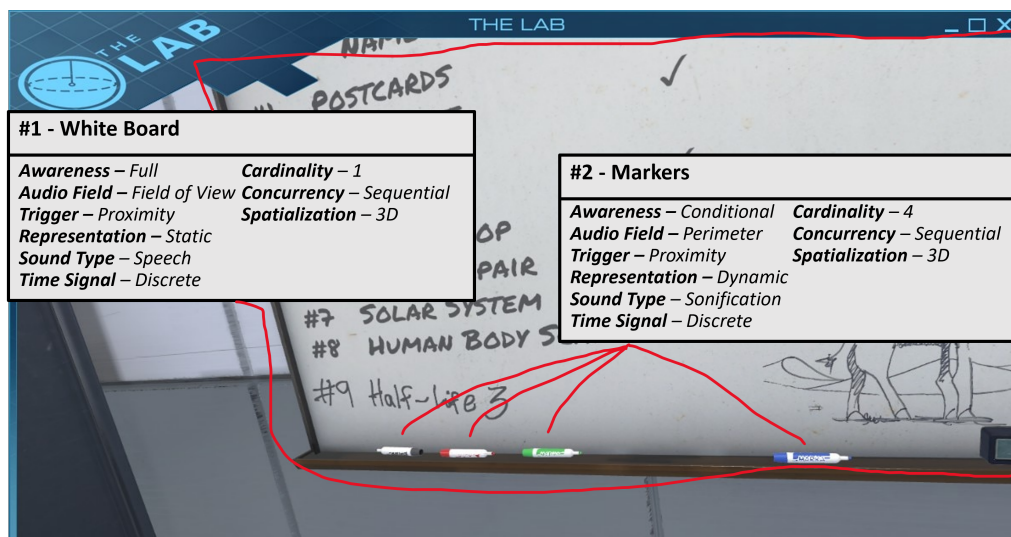 THE LAB
THE
LAB
NAME
POSTCARDS
#1 - White Board
Awareness – Full
Audio Field – Field of View
Trigger – Proximity
Representation – Static
Sound Type – Speech
Time Signal – Discrete
Cardinality – 1
Concurrency – Sequential
Spatialization – 3D
#2 - Markers
Awareness – Conditional
Audio Field – Perimeter
Trigger – Proximity
Representation – Dynamic
Sound Type – Sonification
Time Signal – Discrete
Cardinality – 4
Concurrency – Sequential
Spatialization – 3D
OP
PAIR
#7 SOLAR SYSTEM
#8 HUMAN BODY
#9 Half-life 3